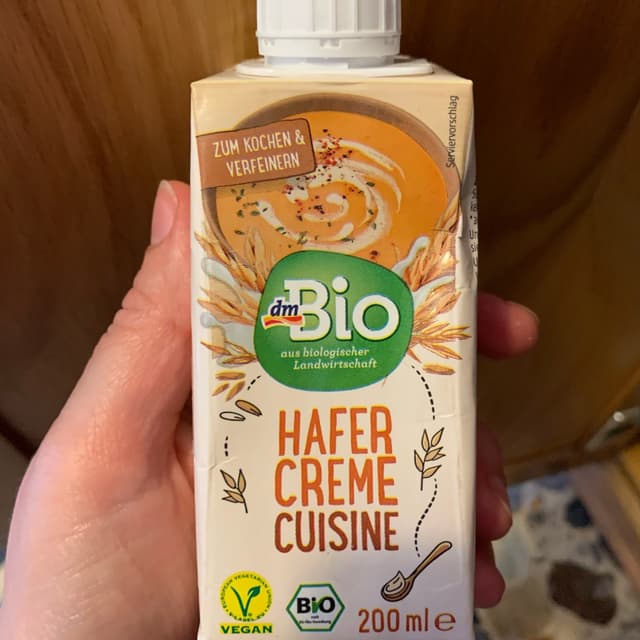 ZUM KOCHEN &
VERFEINERN
Serviervorschlag
dm
Bio
aus biologischer
Landwirtschaft
HAFER
CREME
CUISINE
VEGAN
BIO
200 ml e